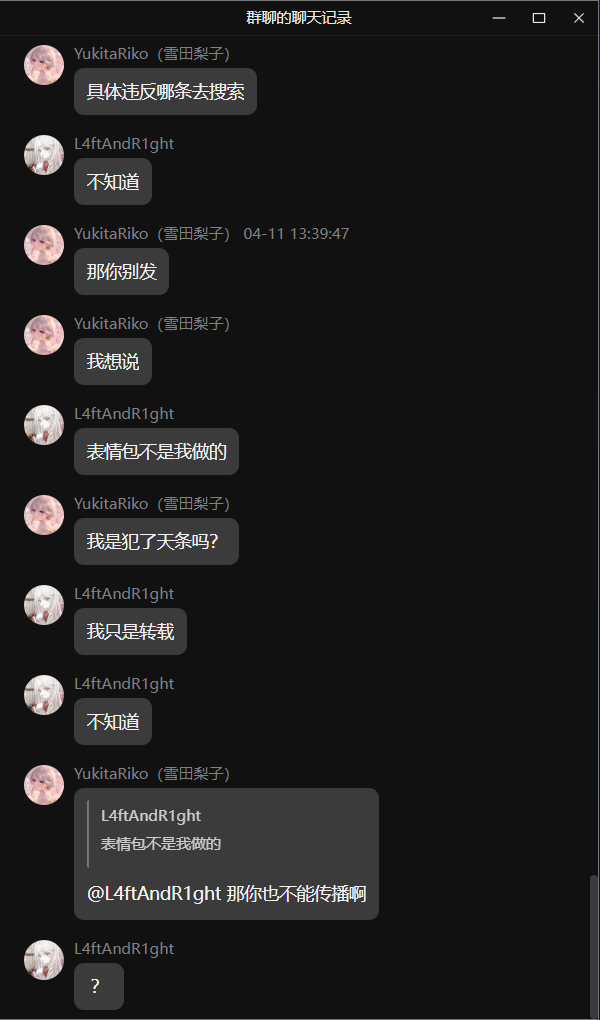 群聊的聊天记录
YukitaRiko（雪田梨子）
具体违反哪条去搜索
L4ftAndR1ght
不知道
YukitaRiko（雪田梨子） 04-11 13:39:47
那你别发
YukitaRiko（雪田梨子）
我想说
L4ftAndR1ght
表情包不是我做的
YukitaRiko（雪田梨子）
我是犯了天条吗？
L4ftAndR1ght
我只是转载
L4ftAndR1ght
不知道
YukitaRiko（雪田梨子）
L4ftAndR1ght
表情包不是我做的
@L4ftAndR1ght 那你也不能传播啊
L4ftAndR1ght
？